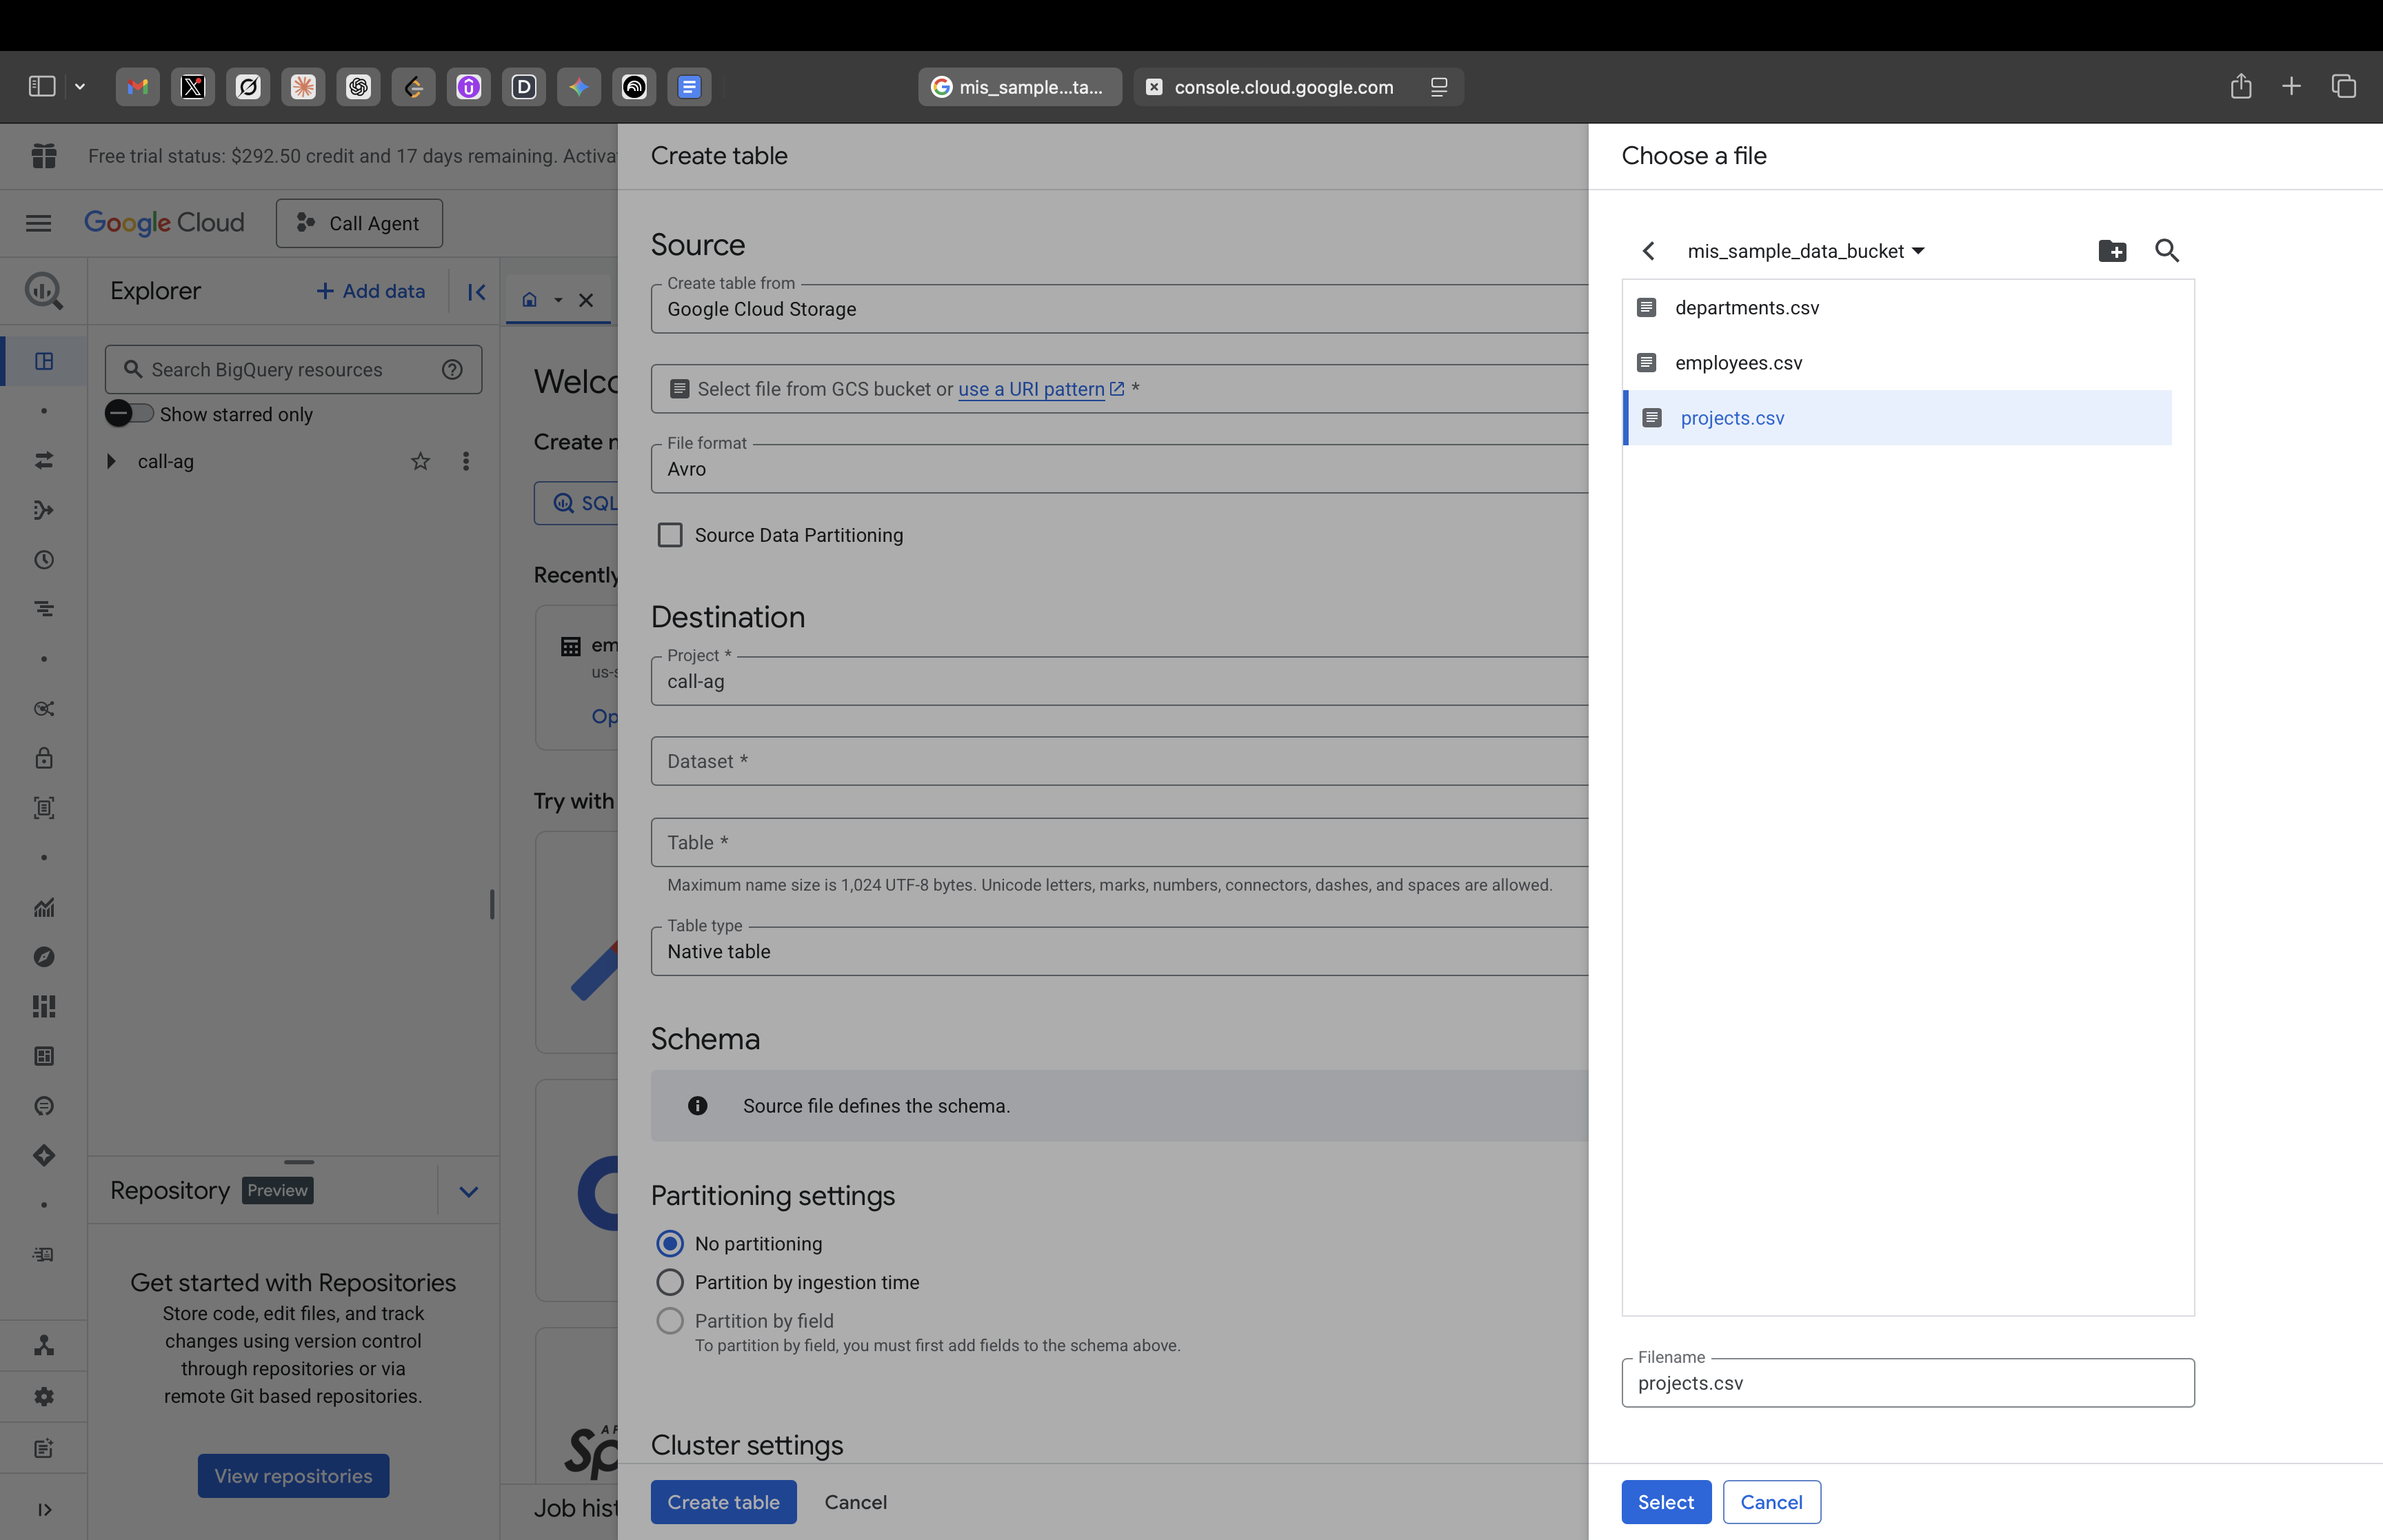 mis_sample...ta...
console.cloud.google.com
Free trial status: $292.50 credit and 17 days remaining. Activa
Google Cloud
Call Agent
Explorer
Add data
Search BigQuery resources
Show starred only
call-ag
Repository Preview
Get started with Repositories
Store code, edit files, and track
changes using version control
through repositories or via
remote Git based repositories.
View repositories
Welco
Create n
SQL
Recently
em
us-s
Op
Try with
Job hist
Create table
Source
Create table from
Google Cloud Storage
Select file from GCS bucket or use a URI pattern *
File format
Avro
Source Data Partitioning
Destination
Project *
call-ag
Dataset *
Table *
Maximum name size is 1,024 UTF-8 bytes. Unicode letters, marks, numbers, connectors, dashes, and spaces are allowed.
Table type
Native table
Schema
Source file defines the schema.
Partitioning settings
No partitioning
Partition by ingestion time
Partition by field
To partition by field, you must first add fields to the schema above.
Cluster settings
Create table
Cancel
Choose a file
mis_sample_data_bucket
departments.csv
employees.csv
projects.csv
Filename
projects.csv
Select
Cancel